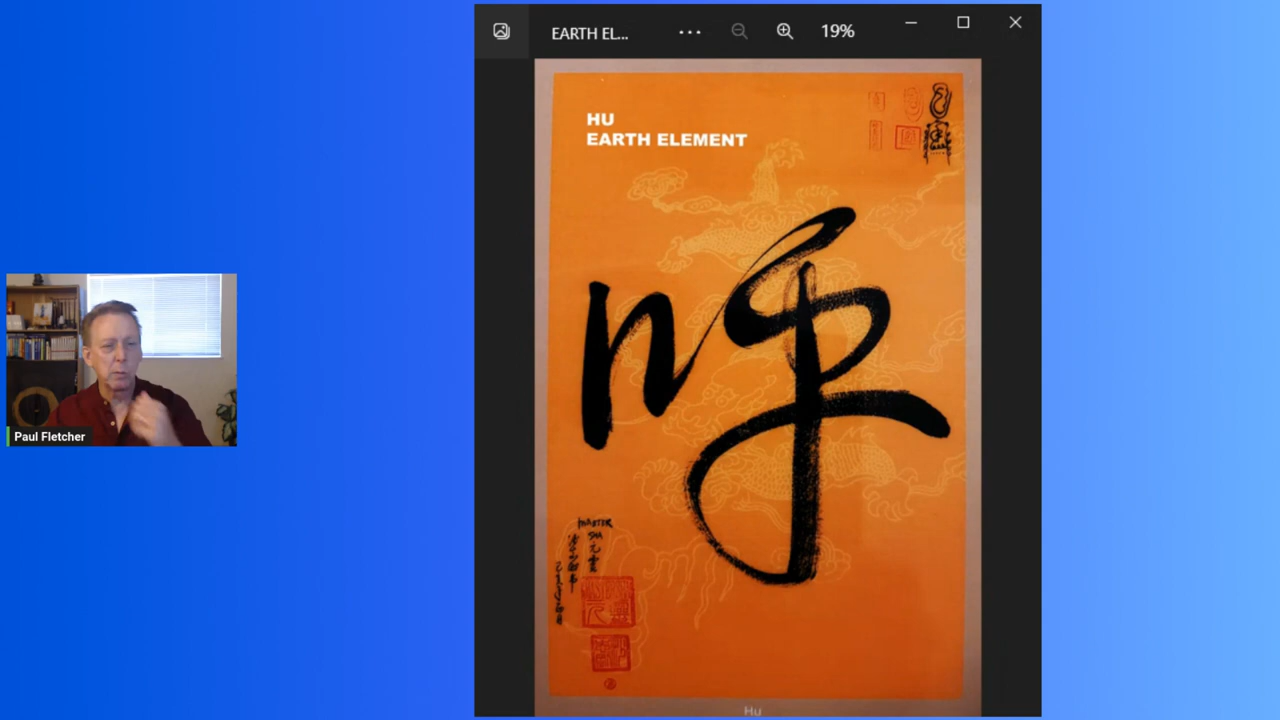 EARTH EL...
19%
HU
EARTH ELEMENT
呼
MASTER
SHA
Paul Fletcher
Hu